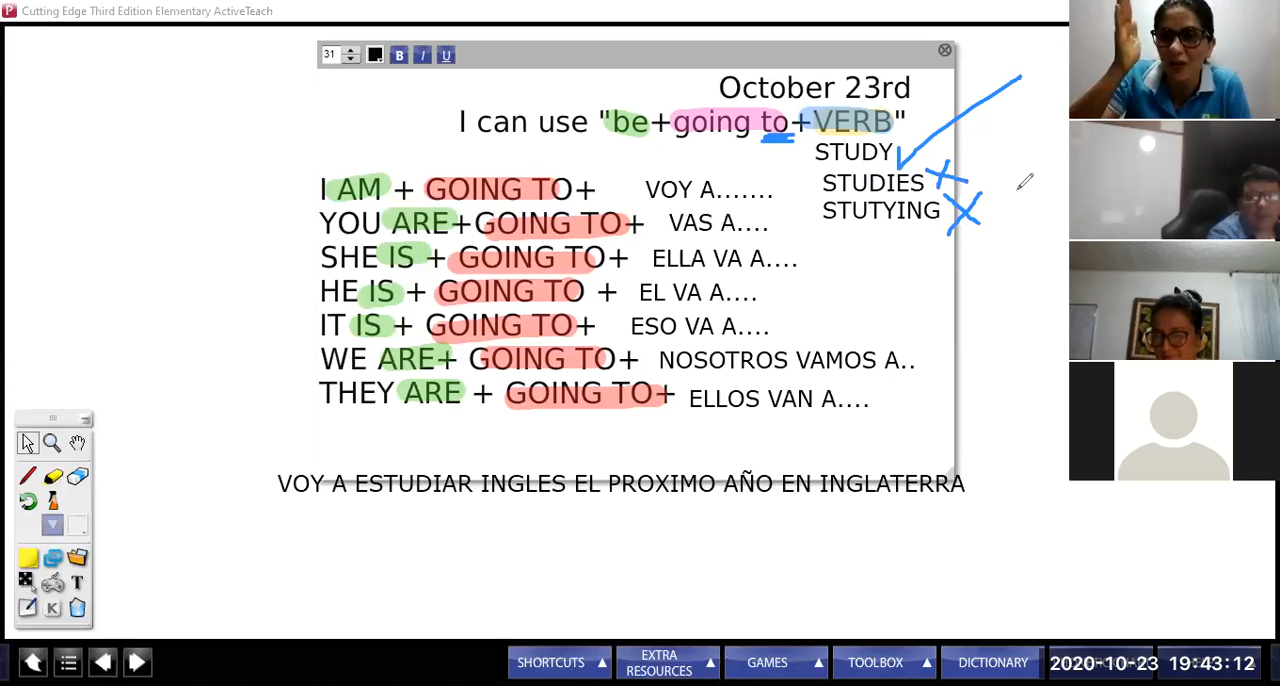 Cutting Edge Third Edition Elementary ActiveTeach
31 B I U
October 23rd
I can use "be+going to+VERB"
STUDY
STUDIES
STUTYING
I AM + GOING TO+ VOY A.......
YOU ARE+GOING TO+ VAS A....
SHE IS + GOING TO+ ELLA VA A....
HE IS + GOING TO + EL VA A....
IT IS + GOING TO+ ESO VA A....
WE ARE+ GOING TO+ NOSOTROS VAMOS A..
THEY ARE + GOING TO+ ELLOS VAN A....
VOY A ESTUDIAR INGLES EL PROXIMO AÑO EN INGLATERRA
T
K
SHORTCUTS
EXTRA RESOURCES
GAMES
TOOLBOX
DICTIONARY
2020-10-23 19:43:12